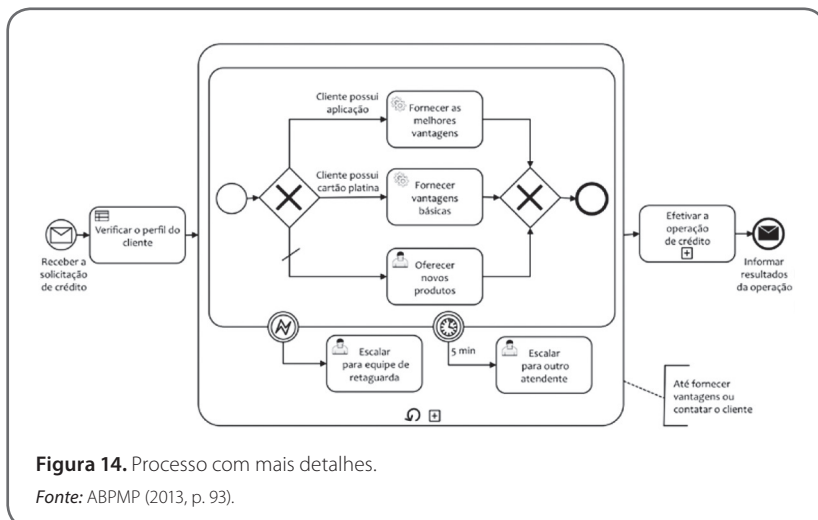 Cliente possui
aplicação
Fornecer as
melhores
vantagens
Cliente possui
cartão platina
Fornecer
vantagens
básicas
Verificar o perfil do
cliente
Receber a
solicitação
de crédito
Oferecer
novos
produtos
Efetivar a
operação
de crédito
Informar
resultados
da operação
Escalar
para equipe de
retaguarda
5 min
Escalar
para outro
atendente
Até fornecer
vantagens ou
contatar o cliente
Figura 14. Processo com mais detalhes.
Fonte: ABPMP (2013, p. 93).